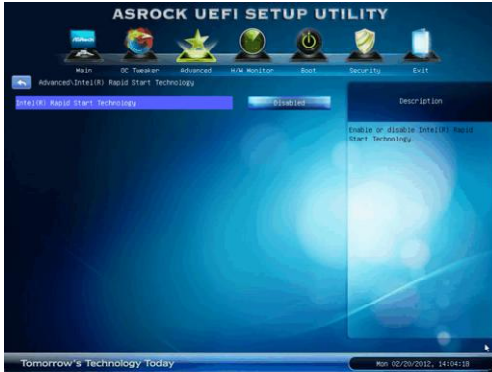 ASROCK UEFI SETUP UTILITY
Main OC Tweaker Advanced H/W Monitor Boot Security Exit
Advanced\Intel(R) Rapid Start Technology
Intel(R) Rapid Start Technology Disabled
Description
Enable or disable Intel(R) Rapid
Start Technology.
Tomorrow's Technology Today
Mon 02/20/2012, 14:04:18